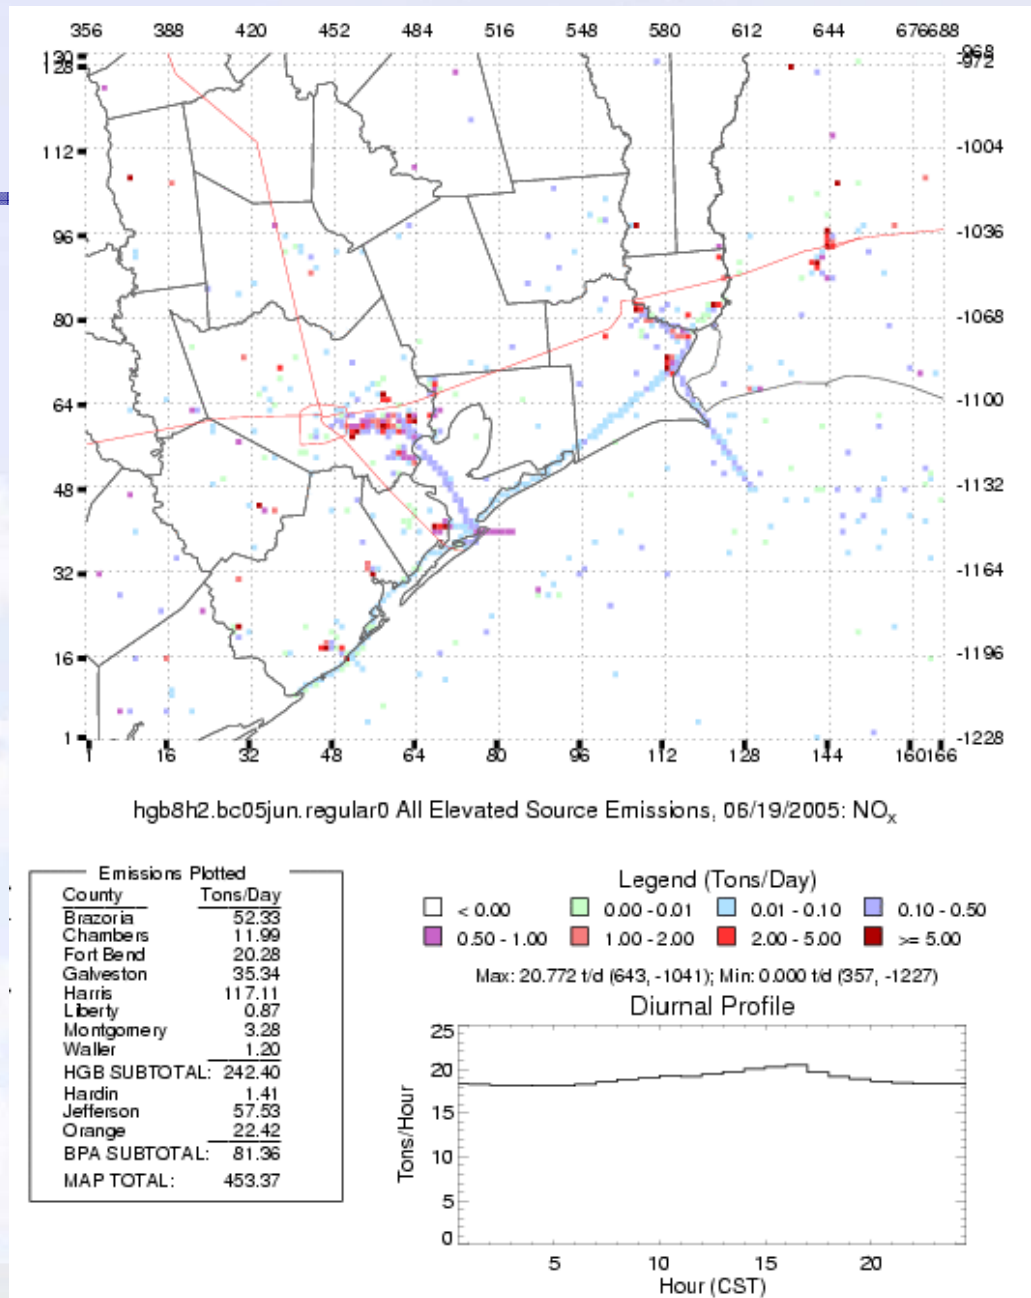 356 388 420 452 484 516 548 580 612 644 676688
130 -968
128 -972
112 -1004
96 -1036
80 -1068
64 -1100
48 -1132
32 -1164
16 -1196
1 -1228
1 16 32 48 64 80 96 112 128 144 160166
hgb8h2.bc05jun.regular0 All Elevated Source Emissions, 06/19/2005: NOx
Emissions Plotted
County Tons/Day
Brazoria 52.33
Chambers 11.99
Fort Bend 20.28
Galveston 35.34
Harris 117.11
Liberty 0.87
Montgomery 3.28
Waller 1.20
HGB SUBTOTAL: 242.40
Hardin 1.41
Jefferson 57.53
Orange 22.42
BPA SUBTOTAL: 81.36
MAP TOTAL: 453.37
Legend (Tons/Day)
< 0.00 0.00 - 0.01 0.01 - 0.10 0.10 - 0.50
0.50 - 1.00 1.00 - 2.00 2.00 - 5.00 >= 5.00
Max: 20.772 t/d (643, -1041); Min: 0.000 t/d (357, -1227)
Diurnal Profile
25
20
15
10
5
0
Tons/Hour
5 10 15 20
Hour (CST)